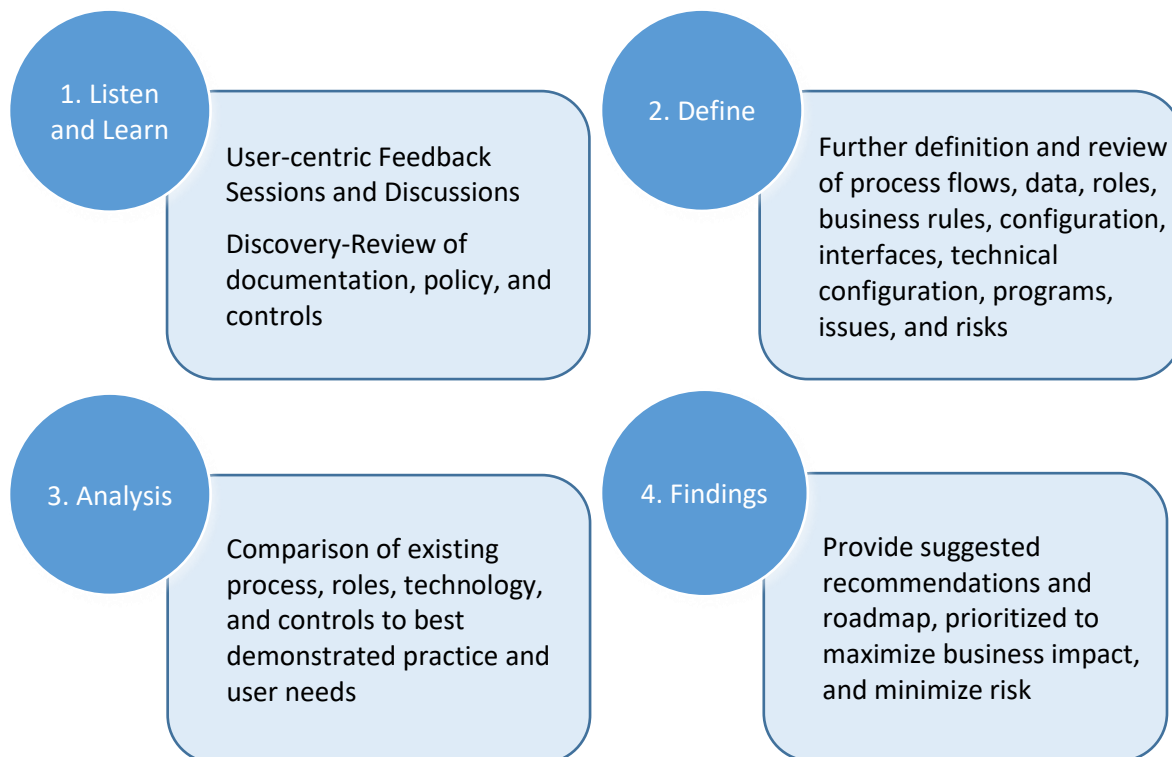 1. Listen
and Learn
User-centric Feedback
Sessions and Discussions
Discovery-Review of
documentation, policy, and
controls
2. Define
Further definition and review
of process flows, data, roles,
business rules, configuration,
interfaces, technical
configuration, programs,
issues, and risks
3. Analysis
Comparison of existing
process, roles, technology,
and controls to best
demonstrated practice and
user needs
4. Findings
Provide suggested
recommendations and
roadmap, prioritized to
maximize business impact,
and minimize risk